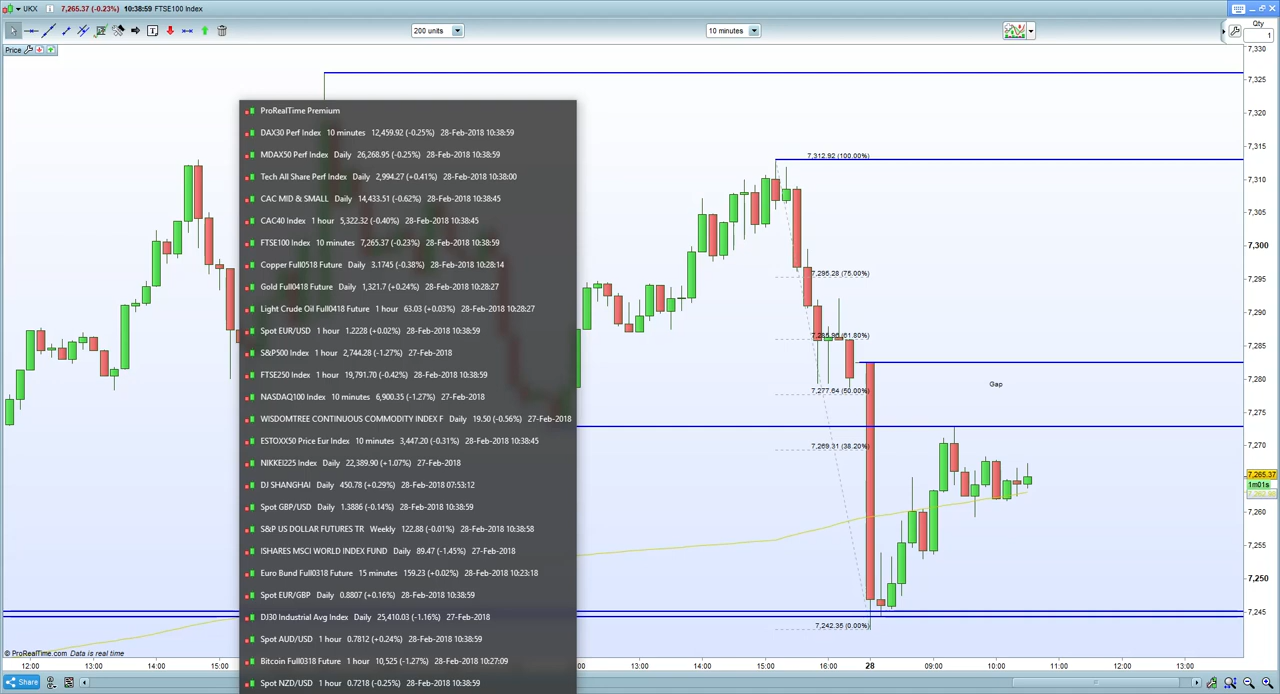 UKX 7,265.37 (-0.23%) 10:38:59 FTSE100 Index
200 units
10 minutes
Qty
1
Price
7,330
7,325
7,320
7,315
7,310
7,305
7,300
7,295
7,290
7,285
7,280
7,275
7,270
7,265.37
1m01s
7,260
7,255
7,250
7,245
7,312.92 (100.00%)
7,295.28 (75.00%)
7,285.96 (61.80%)
7,277.64 (50.00%)
7,269.31 (38.20%)
7,242.35 (0.00%)
Gap
ProRealTime Premium
DAX30 Perf Index 10 minutes 12,459.92 (-0.25%) 28-Feb-2018 10:38:59
MDAX50 Perf Index Daily 26,268.95 (-0.25%) 28-Feb-2018 10:38:59
Tech All Share Perf Index Daily 2,994.27 (+0.41%) 28-Feb-2018 10:38:00
CAC MID & SMALL Daily 14,433.51 (-0.62%) 28-Feb-2018 10:38:45
CAC40 Index 1 hour 5,322.32 (-0.40%) 28-Feb-2018 10:38:45
FTSE100 Index 10 minutes 7,265.37 (-0.23%) 28-Feb-2018 10:38:59
Copper Full0518 Future Daily 3.1745 (-0.38%) 28-Feb-2018 10:28:14
Gold Full0418 Future Daily 1,321.7 (+0.24%) 28-Feb-2018 10:28:27
Light Crude Oil Full0418 Future 1 hour 63.03 (+0.03%) 28-Feb-2018 10:28:27
Spot EUR/USD 1 hour 1.2228 (+0.02%) 28-Feb-2018 10:38:59
S&P500 Index 1 hour 2,744.28 (-1.27%) 27-Feb-2018
FTSE250 Index 1 hour 19,791.70 (-0.42%) 28-Feb-2018 10:38:59
NASDAQ100 Index 10 minutes 6,900.35 (-1.27%) 27-Feb-2018
WISDOMTREE CONTINUOUS COMMODITY INDEX F Daily 19.50 (-0.56%) 27-Feb-2018
ESTOXX50 Price Eur Index 10 minutes 3,447.20 (-0.31%) 28-Feb-2018 10:38:45
NIKKEI225 Index Daily 22,389.90 (+1.07%) 27-Feb-2018
DJ SHANGHAI Daily 450.78 (+0.29%) 28-Feb-2018 07:53:12
Spot GBP/USD Daily 1.3886 (-0.14%) 28-Feb-2018 10:38:59
S&P US DOLLAR FUTURES TR Weekly 122.88 (-0.01%) 28-Feb-2018 10:38:58
ISHARES MSCI WORLD INDEX FUND Daily 89.47 (-1.45%) 27-Feb-2018
Euro Bund Full0318 Future 15 minutes 159.23 (+0.02%) 28-Feb-2018 10:23:18
Spot EUR/GBP Daily 0.8807 (+0.16%) 28-Feb-2018 10:38:59
DJ30 Industrial Avg Index Daily 25,410.03 (-1.16%) 27-Feb-2018
Spot AUD/USD 1 hour 0.7812 (+0.24%) 28-Feb-2018 10:38:59
Bitcoin Full0318 Future 1 hour 10,525 (-1.27%) 28-Feb-2018 10:27:09
Spot NZD/USD 1 hour 0.7218 (-0.25%) 28-Feb-2018 10:38:59
© ProRealTime.com Data is real time
12:00 13:00 14:00 15:00 15:00 16:00 28 09:00 10:00 11:00 12:00 13:00
Share